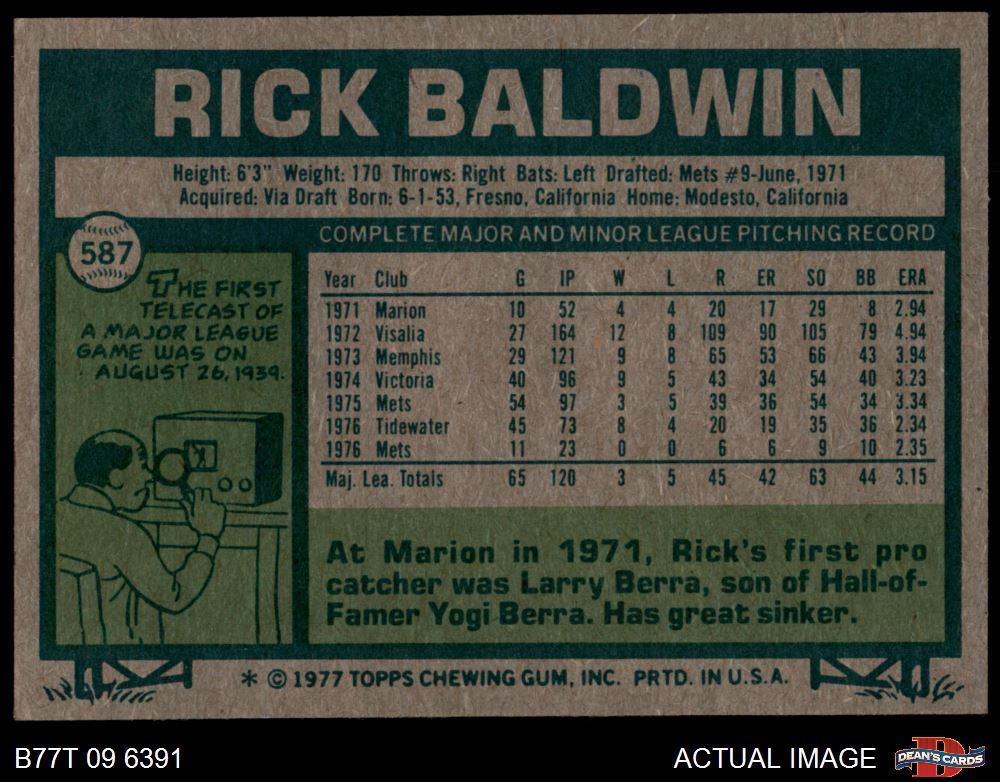 RICK BALDWIN
Height: 6'3" Weight: 170 Throws: Right Bats: Left Drafted: Mets #9-June, 1971
Acquired: Via Draft Born: 6-1-53, Fresno, California Home: Modesto, California
587
THE FIRST
TELECAST OF
A MAJOR LEAGUE
GAME WAS ON
AUGUST 26, 1939.
COMPLETE MAJOR AND MINOR LEAGUE PITCHING RECORD
Year Club G IP W L R ER SO BB ERA
1971 Marion 10 52 4 4 20 17 29 8 2.94
1972 Visalia 27 164 12 8 109 90 105 79 4.94
1973 Memphis 29 121 9 8 65 53 66 43 3.94
1974 Victoria 40 96 9 5 43 34 54 40 3.23
1975 Mets 54 97 3 5 39 36 54 34 3.34
1976 Tidewater 45 73 8 4 20 19 35 36 2.34
1976 Mets 11 23 0 0 6 6 9 10 2.35
Maj. Lea. Totals 65 120 3 5 45 42 63 44 3.15
At Marion in 1971, Rick's first pro
catcher was Larry Berra, son of Hall-of-
Famer Yogi Berra. Has great sinker.
* © 1977 TOPPS CHEWING GUM, INC. PRTD. IN U.S.A.
B77T 09 6391
ACTUAL IMAGE
D
DEAN'S CARDS